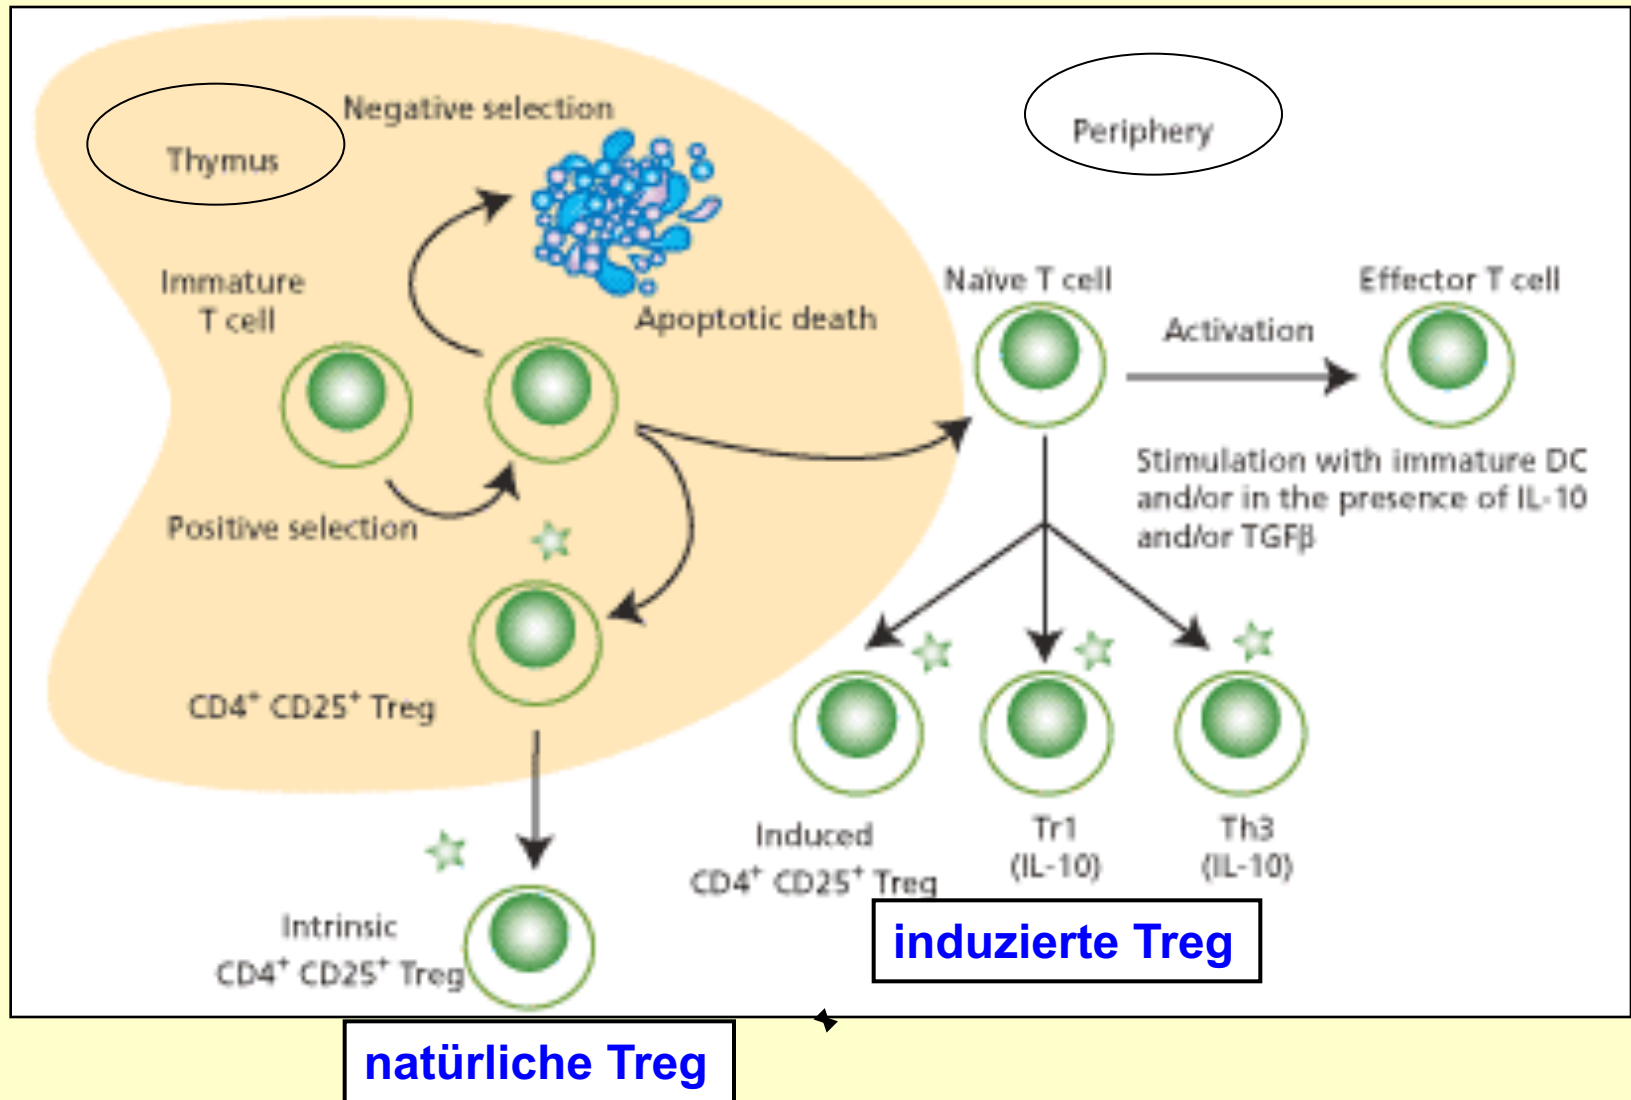 Negative selection
Thymus
Periphery
Immature
T cell
Apoptotic death
Naïve T cell
Effector T cell
Activation
Positive selection
Stimulation with immature DC
and/or in the presence of IL-10
and/or TGFβ
CD4⁺ CD25⁺ Treg
Induced
CD4⁺ CD25⁺ Treg
Tr1
(IL-10)
Th3
(IL-10)
induzierte Treg
Intrinsic
CD4⁺ CD25⁺ Treg
natürliche Treg